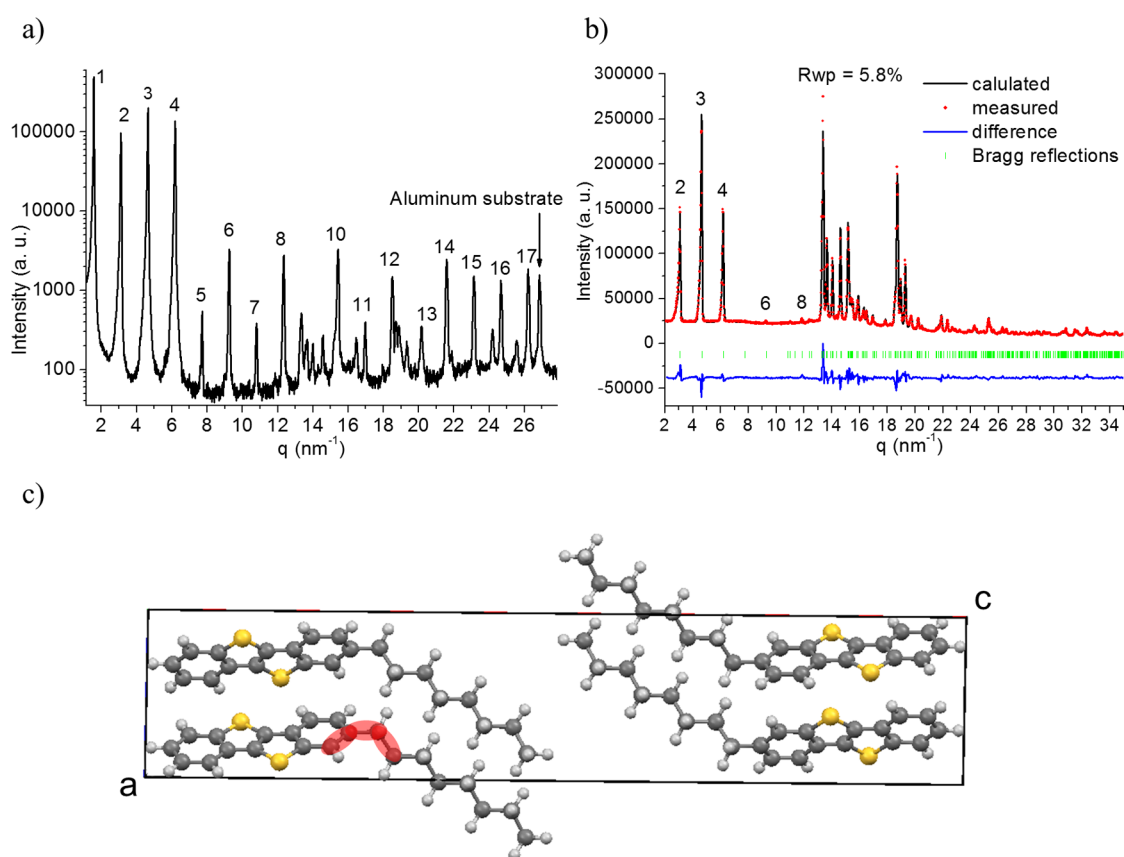 a)
1
2
3
4
5
6
7
8
10
11
12
13
14
15
16
17
Aluminum substrate
100000
10000
1000
100
Intensity (a. u.)
2 4 6 8 10 12 14 16 18 20 22 24 26
q (nm⁻¹)
b)
Rwp = 5.8%
calulated
measured
difference
Bragg reflections
2
3
4
6
8
300000
250000
200000
150000
100000
50000
0
-50000
Intensity (a. u.)
2 4 6 8 10 12 14 16 18 20 22 24 26 28 30 32 34
q (nm⁻¹)
c)
c
a